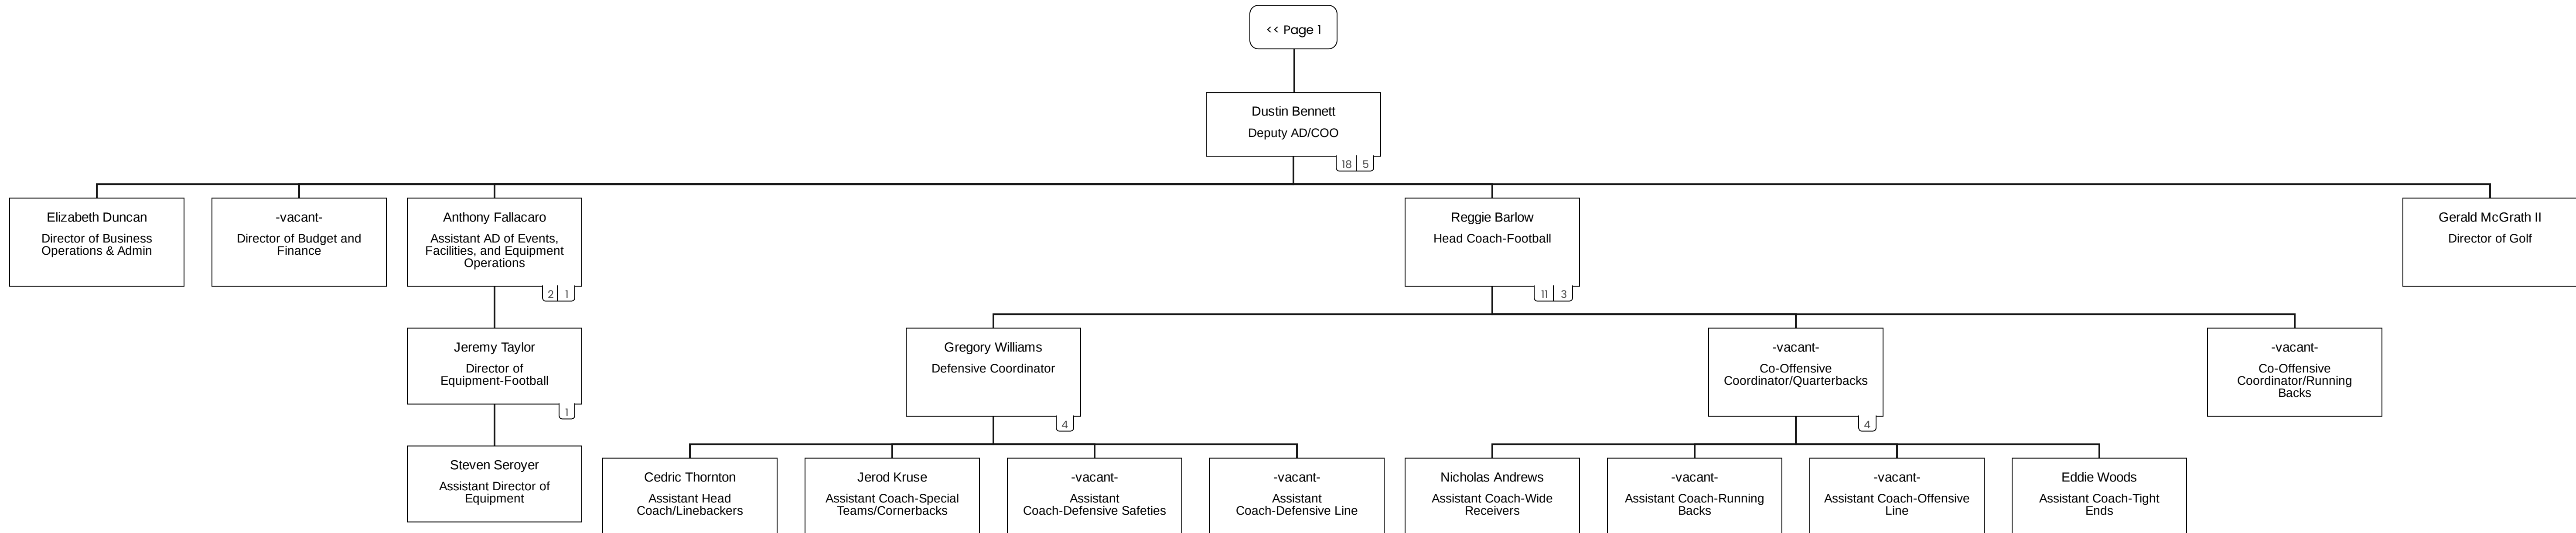 << Page 1
Dustin Bennett
Deputy AD/COO
18 5
Elizabeth Duncan
Director of Business
Operations & Admin
-vacant-
Director of Budget and
Finance
Anthony Fallacaro
Assistant AD of Events,
Facilities, and Equipment
Operations
2 1
Reggie Barlow
Head Coach-Football
11 3
Gerald McGrath II
Director of Golf
Jeremy Taylor
Director of
Equipment-Football
1
Gregory Williams
Defensive Coordinator
4
-vacant-
Co-Offensive
Coordinator/Quarterbacks
4
-vacant-
Co-Offensive
Coordinator/Running
Backs
Steven Seroyer
Assistant Director of
Equipment
Cedric Thornton
Assistant Head
Coach/Linebackers
Jerod Kruse
Assistant Coach-Special
Teams/Cornerbacks
-vacant-
Assistant
Coach-Defensive Safeties
-vacant-
Assistant
Coach-Defensive Line
Nicholas Andrews
Assistant Coach-Wide
Receivers
-vacant-
Assistant Coach-Running
Backs
-vacant-
Assistant Coach-Offensive
Line
Eddie Woods
Assistant Coach-Tight
Ends